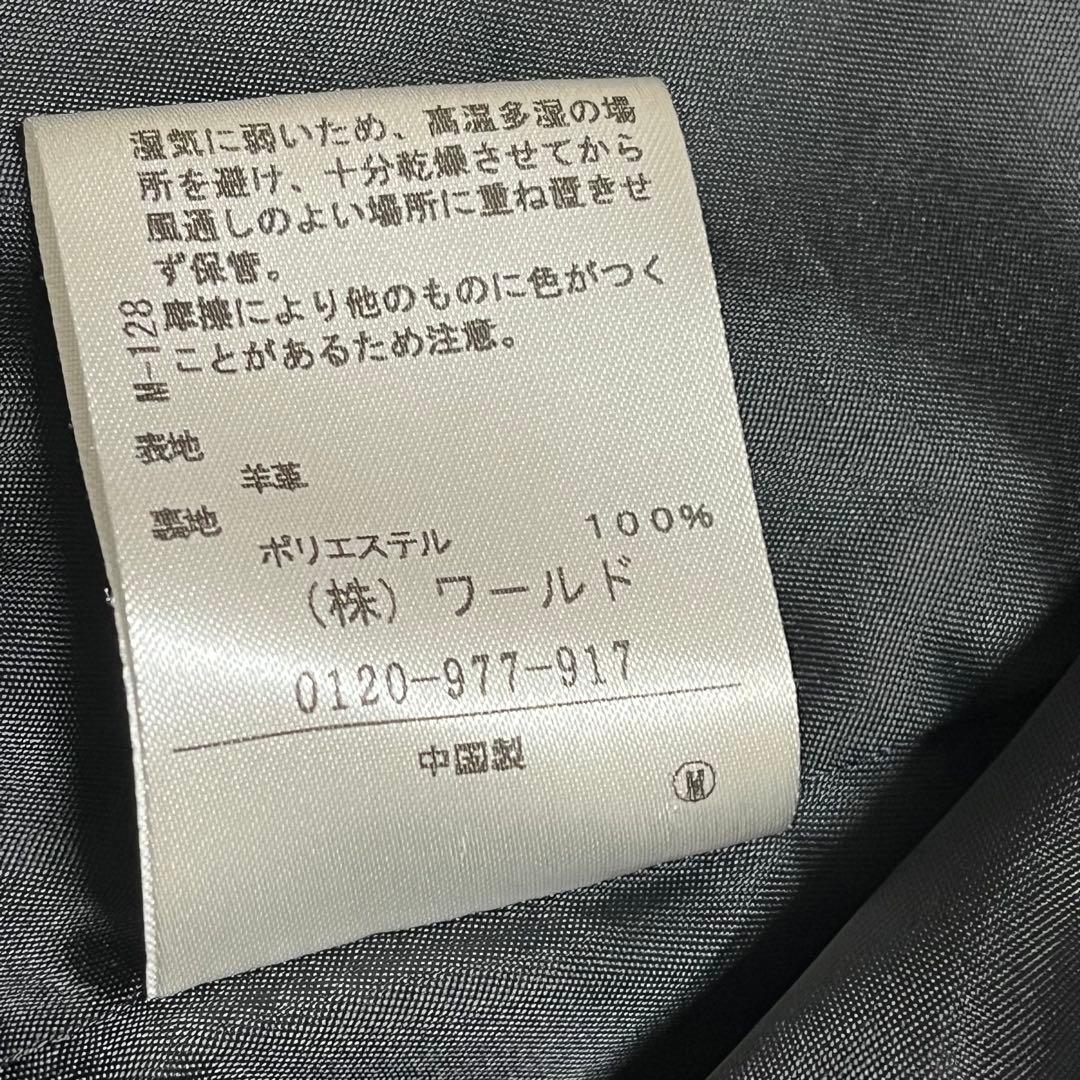 湿気に弱いため、高温多湿の場
所を避け、十分乾燥させてから
風通しのよい場所に重ね置きせ
ず保管。
摩擦により他のものに色がつく
ことがあるため注意。
M-128
表地
羊革
裏地
ポリエステル 100%
(株) ワールド
0120-977-917
中国製
M